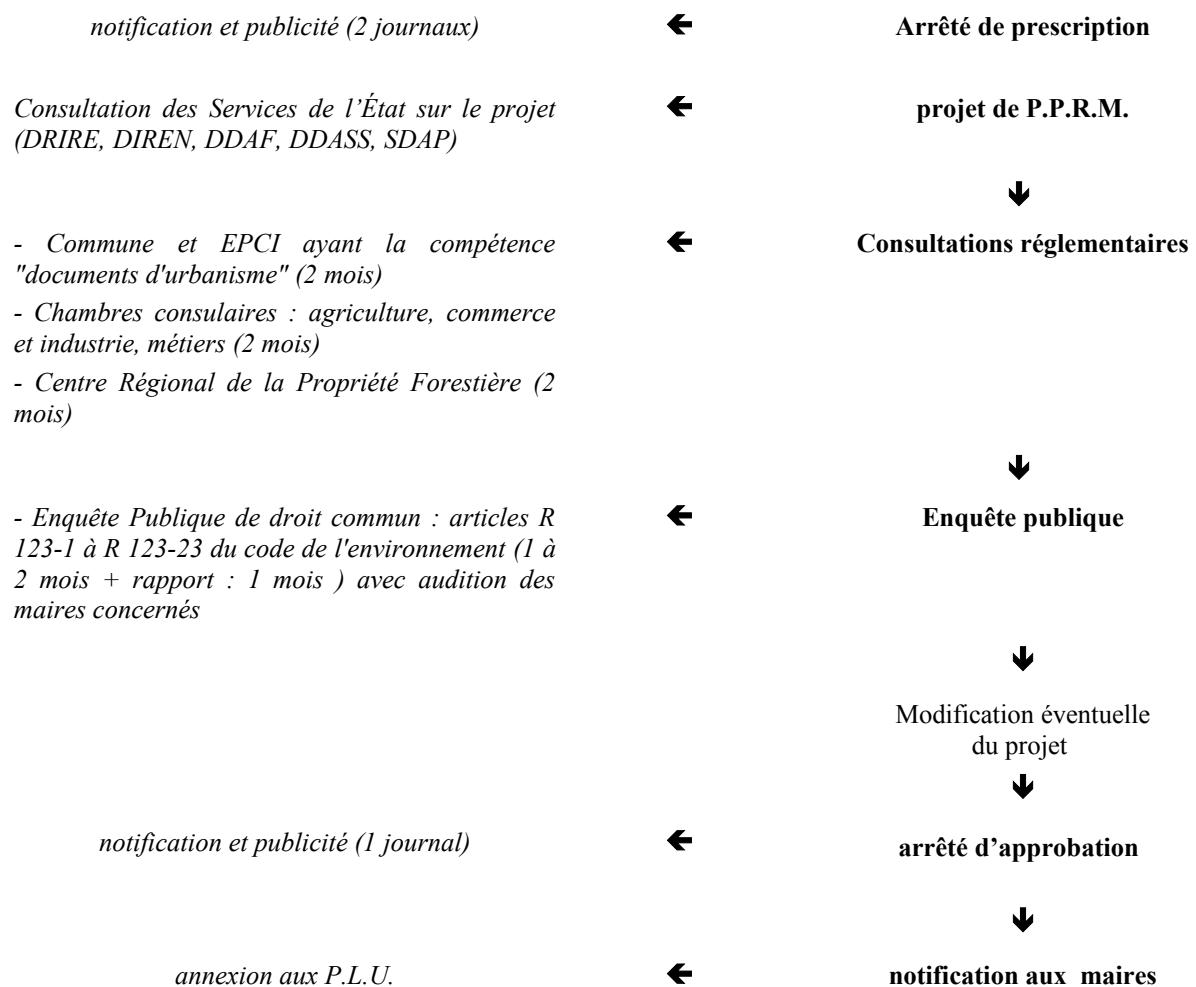 notification et publicité (2 journaux) 🡸 Arrêté de prescription
Consultation des Services de l’État sur le projet 🡸 projet de P.P.R.M.
(DRIRE, DIREN, DDAF, DDASS, SDAP)
🡻
- Commune et EPCI ayant la compétence 🡸 Consultations réglementaires
"documents d'urbanisme" (2 mois)
- Chambres consulaires : agriculture, commerce
et industrie, métiers (2 mois)
- Centre Régional de la Propriété Forestière (2
mois)
🡻
- Enquête Publique de droit commun : articles R 🡸 Enquête publique
123-1 à R 123-23 du code de l'environnement (1 à
2 mois + rapport : 1 mois ) avec audition des
maires concernés
🡻
Modification éventuelle
du projet
🡻
notification et publicité (1 journal) 🡸 arrêté d’approbation
🡻
annexion aux P.L.U. 🡸 notification aux maires